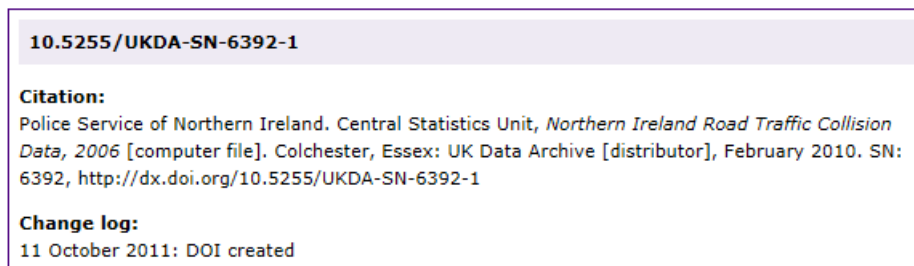 10.5255/UKDA-SN-6392-1
Citation:
Police Service of Northern Ireland. Central Statistics Unit, Northern Ireland Road Traffic Collision
Data, 2006 [computer file]. Colchester, Essex: UK Data Archive [distributor], February 2010. SN:
6392, http://dx.doi.org/10.5255/UKDA-SN-6392-1
Change log:
11 October 2011: DOI created